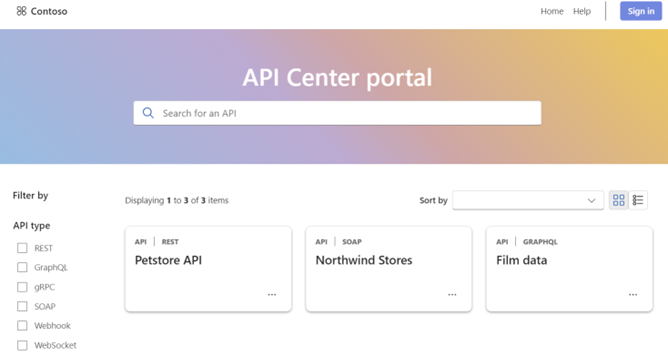 Contoso
Home Help Sign in
API Center portal
Search for an API
Filter by
Displaying 1 to 3 of 3 items
Sort by
API type
REST
GraphQL
gRPC
SOAP
Webhook
WebSocket
API | REST
Petstore API
...
API | SOAP
Northwind Stores
...
API | GRAPHQL
Film data
...